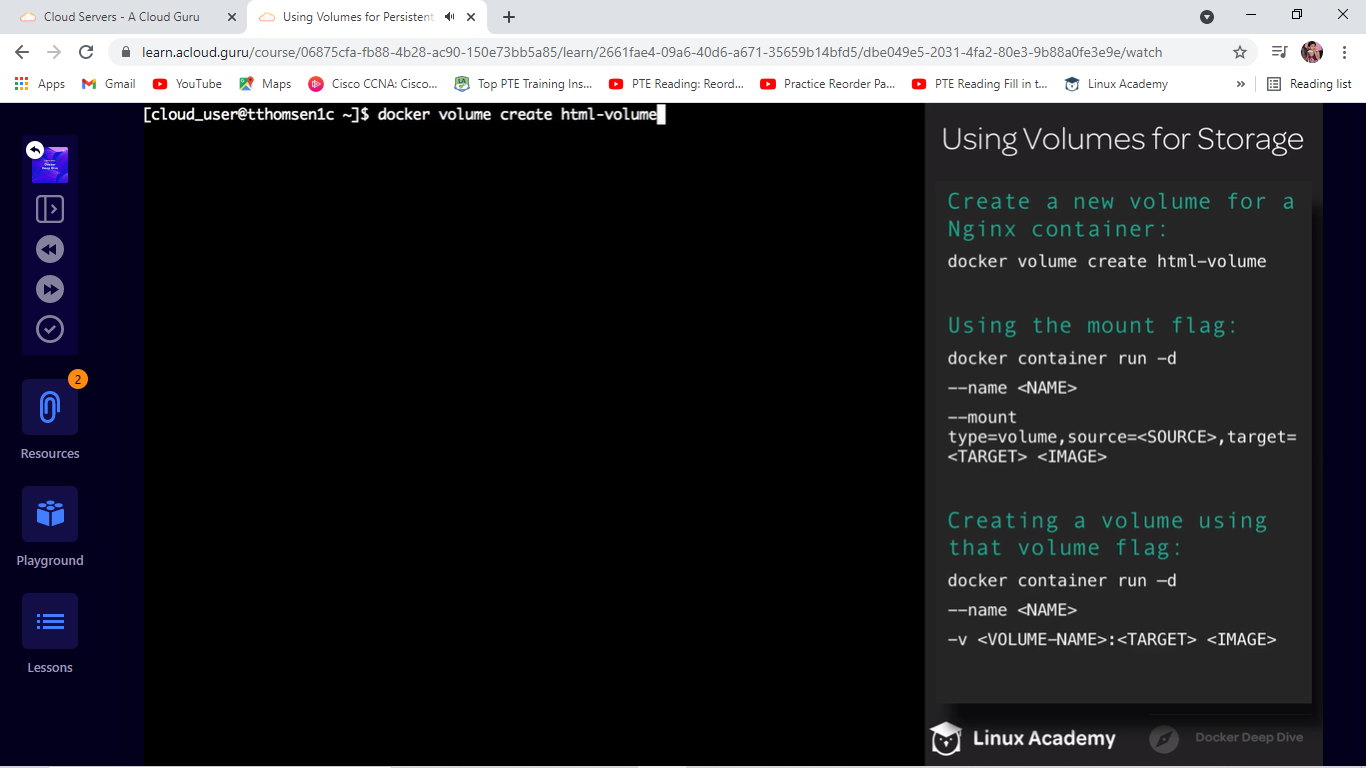 Cloud Servers - A Cloud Guru
Using Volumes for Persistent
learn.acloud.guru/course/06875cfa-fb88-4b28-ac90-150e73bb5a85/learn/2661fae4-09a6-40d6-a671-35659b14bfd5/dbe049e5-2031-4fa2-80e3-9b88a0fe3e9e/watch
Apps Gmail YouTube Maps Cisco CCNA: Cisco... Top PTE Training Ins... PTE Reading: Reord... Practice Reorder Pa... PTE Reading Fill in t... Linux Academy » Reading list
[cloud_user@tthomsen1c ~]$ docker volume create html-volume
Docker
Deep Dive
2
Resources
Playground
Lessons
Using Volumes for Storage
Create a new volume for a
Nginx container:
docker volume create html-volume
Using the mount flag:
docker container run -d
--name <NAME>
--mount
type=volume,source=<SOURCE>,target=
<TARGET> <IMAGE>
Creating a volume using
that volume flag:
docker container run -d
--name <NAME>
-v <VOLUME-NAME>:<TARGET> <IMAGE>
Linux Academy
Docker Deep Dive